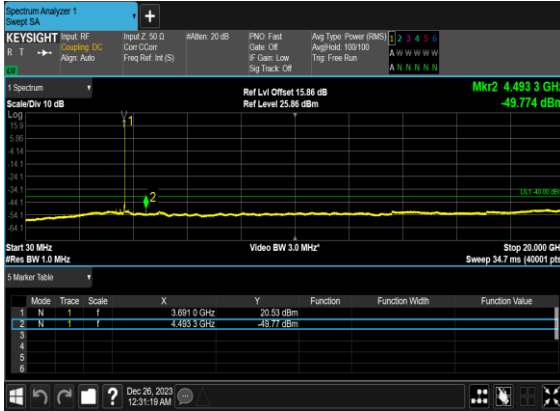 Spectrum Analyzer 1
Swept SA
+
KEYSIGHT
R T
Input: RF
Coupling: DC
Align: Auto
Input Z: 50 Ω
Corr CCorr
Freq Ref: Int (S)
#Atten: 20 dB
PNO: Fast
Gate: Off
IF Gain: Low
Sig Track: Off
Avg Type: Power (RMS)
Avg|Hold: 100/100
Trig: Free Run
1 2 3 4 5 6
A W W W W W
A N N N N N
1 Spectrum
Scale/Div 10 dB
Ref Lvl Offset 15.86 dB
Ref Level 25.86 dBm
Mkr2 4.493 3 GHz
-49.774 dBm
Log
15.9
5.86
-4.14
-14.1
-24.1
-34.1
-44.1
-54.1
-64.1
1
2
DL1 -40.00 dBm
Start 30 MHz
#Res BW 1.0 MHz
Video BW 3.0 MHz*
Stop 20.000 GHz
Sweep 34.7 ms (40001 pts)
5 Marker Table
Mode Trace Scale X Y Function Function Width Function Value
1 N 1 f 3.691 0 GHz 20.53 dBm
2 N 1 f 4.493 3 GHz -49.77 dBm
3
4
5
6
?
Dec 26, 2023
12:31:19 AM